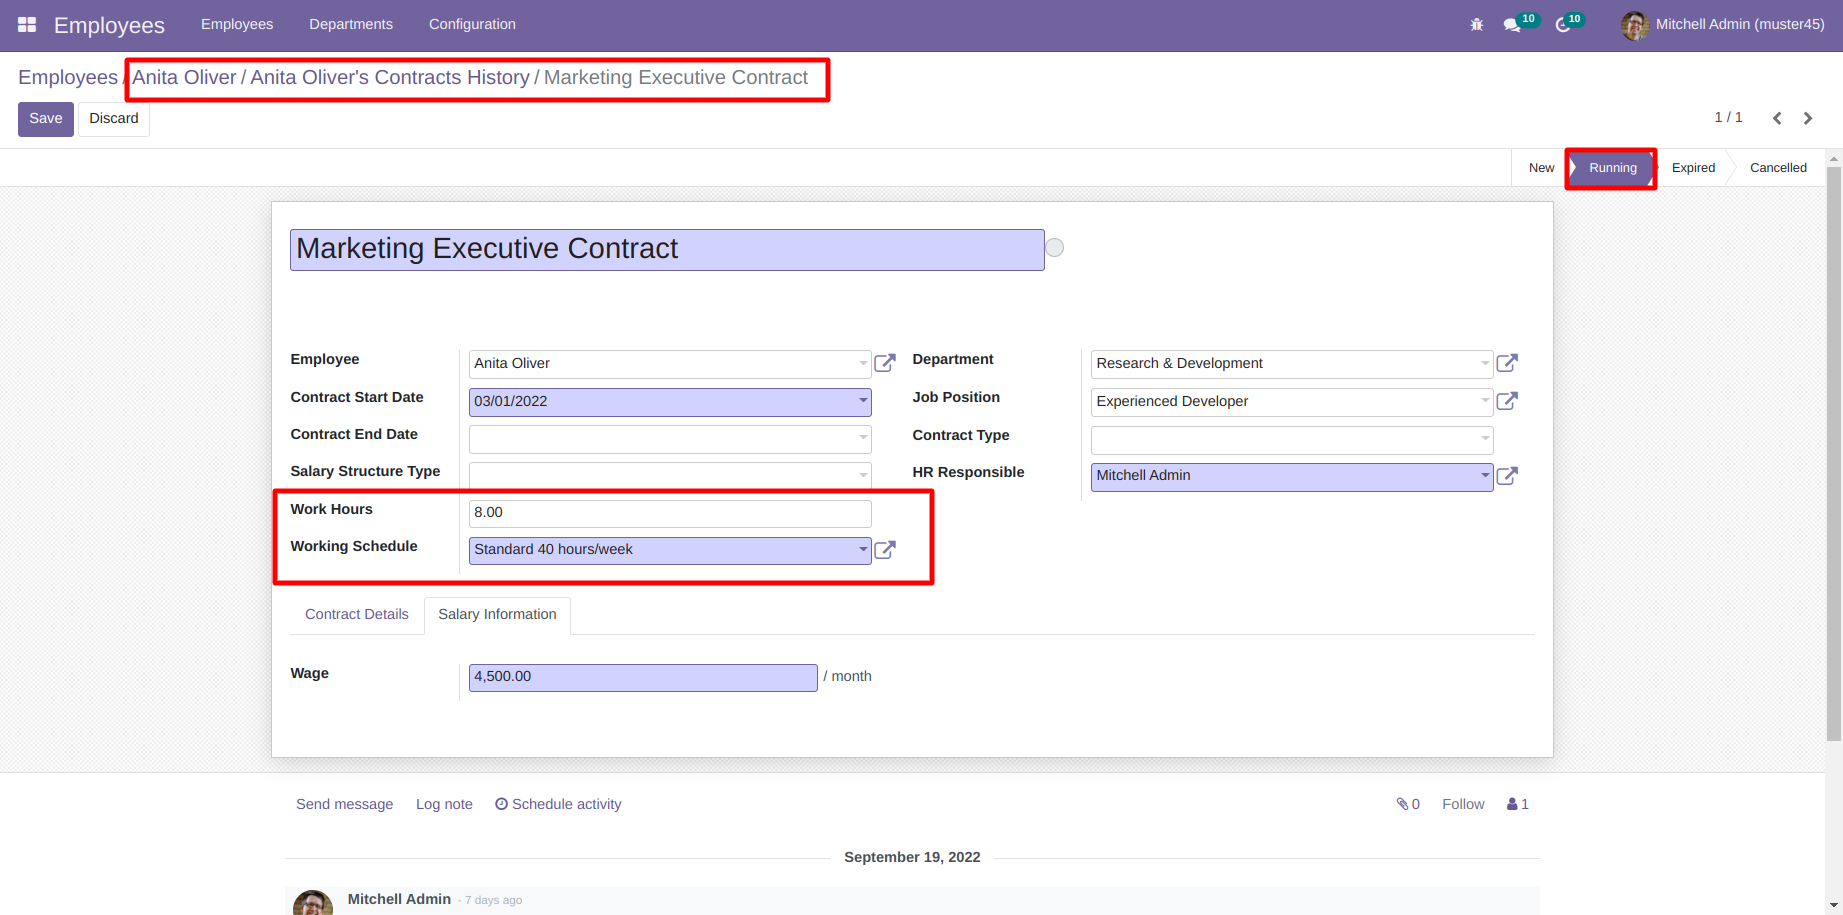 Employees Employees Departments Configuration 10 10 Mitchell Admin (muster45)
Employees / Anita Oliver / Anita Oliver's Contracts History / Marketing Executive Contract
Save Discard 1 / 1
New Running Expired Cancelled
Marketing Executive Contract
Employee Anita Oliver Department Research & Development
Contract Start Date 03/01/2022 Job Position Experienced Developer
Contract End Date Contract Type
Salary Structure Type HR Responsible Mitchell Admin
Work Hours 8.00
Working Schedule Standard 40 hours/week
Contract Details Salary Information
Wage 4,500.00 / month
Send message Log note Schedule activity 0 Follow 1
September 19, 2022
Mitchell Admin - 7 days ago